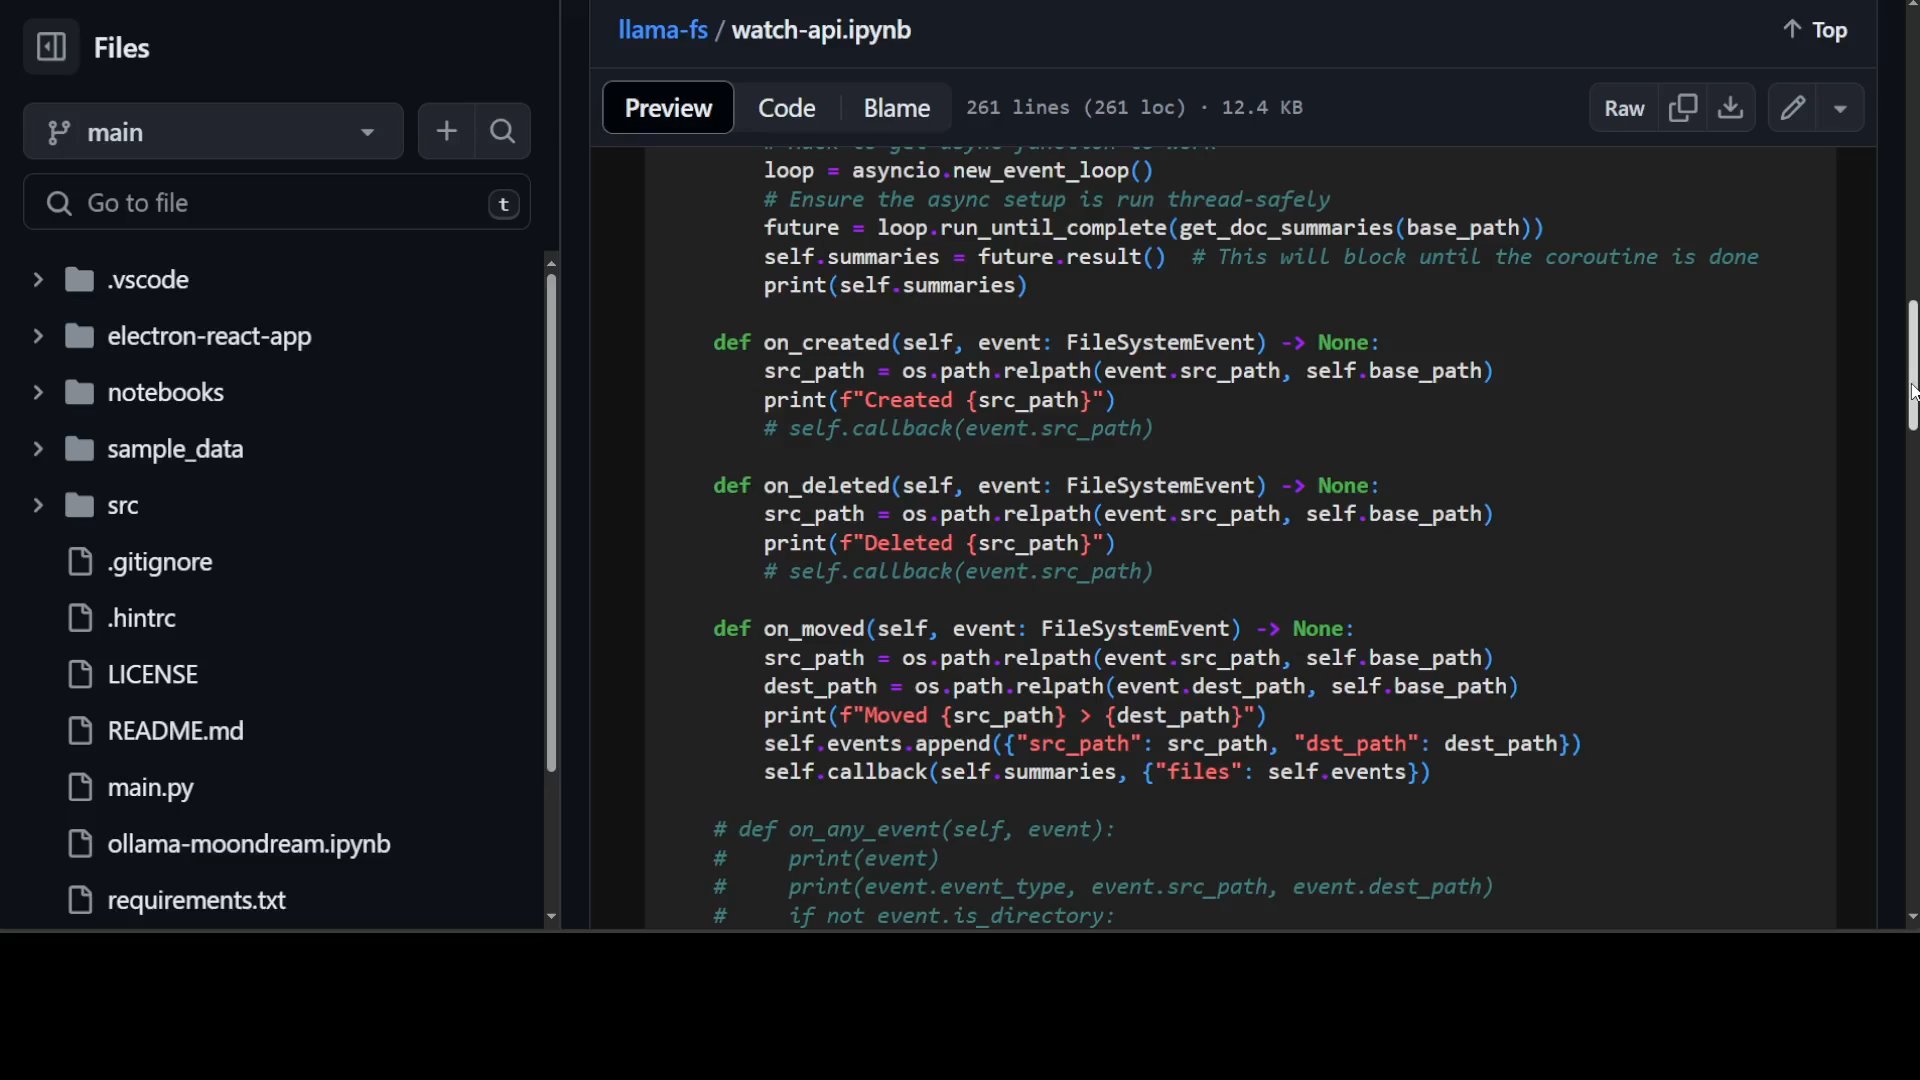 Files
main
Go to file
t
.vscode
electron-react-app
notebooks
sample_data
src
.gitignore
.hintrc
LICENSE
README.md
main.py
ollama-moondream.ipynb
requirements.txt
llama-fs / watch-api.ipynb
Top
Preview Code Blame 261 lines (261 loc) · 12.4 KB Raw
# Hack to get async function to work
loop = asyncio.new_event_loop()
# Ensure the async setup is run thread-safely
future = loop.run_until_complete(get_doc_summaries(base_path))
self.summaries = future.result()  # This will block until the coroutine is done
print(self.summaries)
def on_created(self, event: FileSystemEvent) -> None:
src_path = os.path.relpath(event.src_path, self.base_path)
print(f"Created {src_path}")
# self.callback(event.src_path)
def on_deleted(self, event: FileSystemEvent) -> None:
src_path = os.path.relpath(event.src_path, self.base_path)
print(f"Deleted {src_path}")
# self.callback(event.src_path)
def on_moved(self, event: FileSystemEvent) -> None:
src_path = os.path.relpath(event.src_path, self.base_path)
dest_path = os.path.relpath(event.dest_path, self.base_path)
print(f"Moved {src_path} > {dest_path}")
self.events.append({"src_path": src_path, "dst_path": dest_path})
self.callback(self.summaries, {"files": self.events})
# def on_any_event(self, event):
#     print(event)
#     print(event.event_type, event.src_path, event.dest_path)
#     if not event.is_directory: